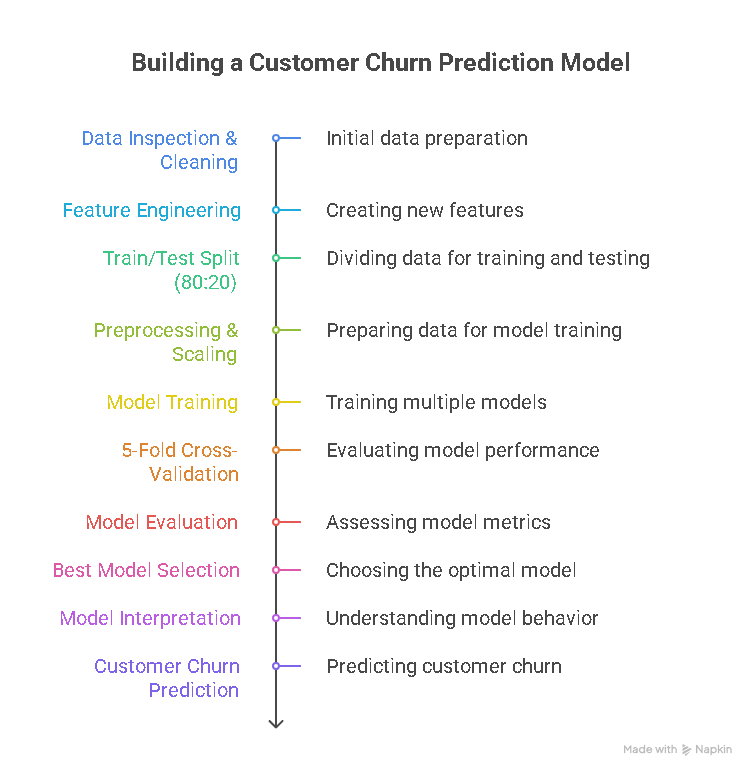 Building a Customer Churn Prediction Model
Data Inspection &
Cleaning
Initial data preparation
Feature Engineering
Creating new features
Train/Test Split
(80:20)
Dividing data for training and testing
Preprocessing &
Scaling
Preparing data for model training
Model Training
Training multiple models
5-Fold Cross-
Validation
Evaluating model performance
Model Evaluation
Assessing model metrics
Best Model Selection
Choosing the optimal model
Model Interpretation
Understanding model behavior
Customer Churn
Prediction
Predicting customer churn
Made with Napkin